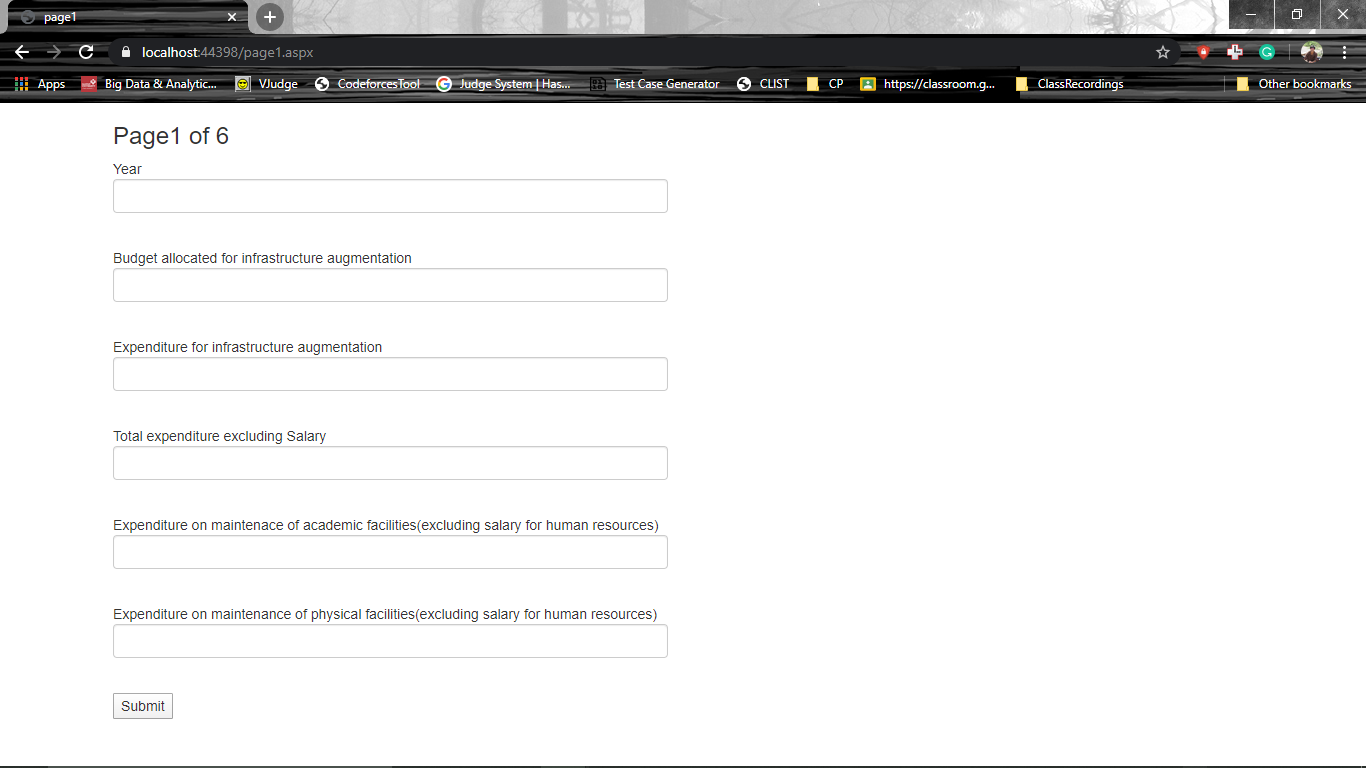 page1
localhost:44398/page1.aspx
Apps Big Data & Analytic... VJudge CodeforcesTool Judge System | Has... Test Case Generator CLIST CP https://classroom.g... ClassRecordings Other bookmarks
Page1 of 6
Year
Budget allocated for infrastructure augmentation
Expenditure for infrastructure augmentation
Total expenditure excluding Salary
Expenditure on maintenace of academic facilities(excluding salary for human resources)
Expenditure on maintenance of physical facilities(excluding salary for human resources)
Submit